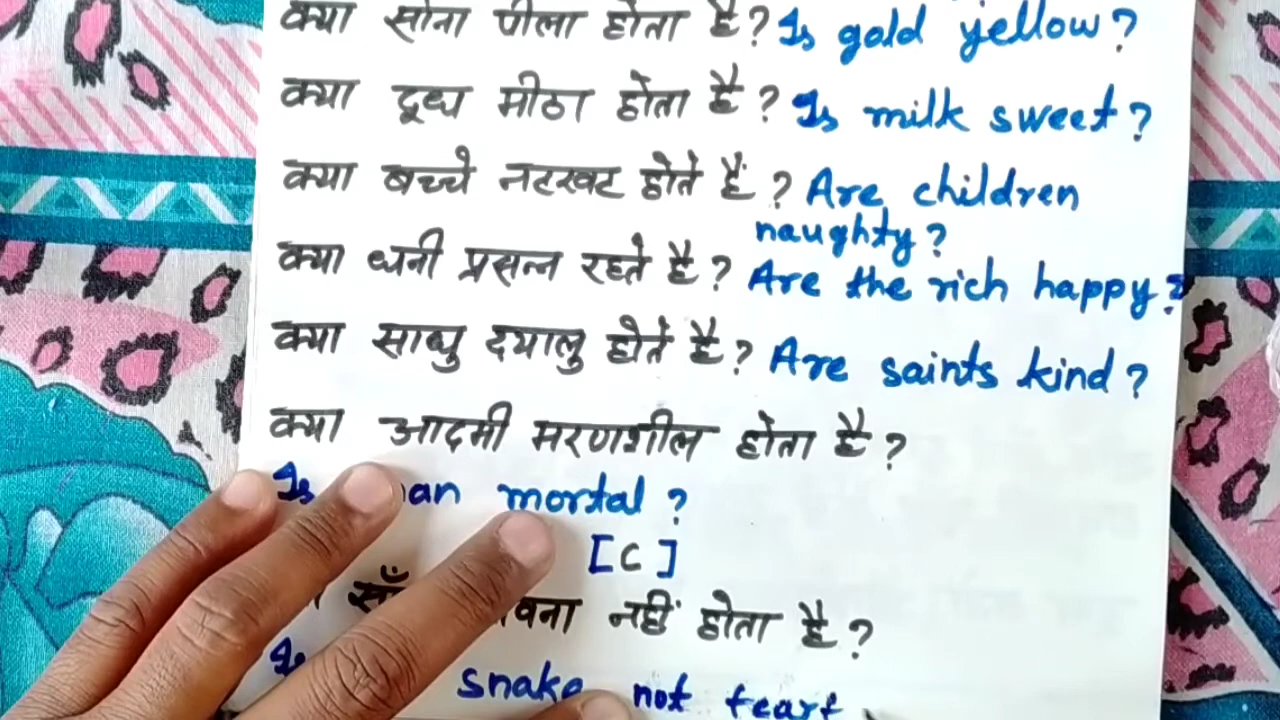 क्या सोना पीला होता है? Is gold yellow?
क्या दूध मीठा होता है? Is milk sweet?
क्या बच्चे नटखट होते हैं? Are children
naughty?
क्या धनी प्रसन्न रहते है? Are the rich happy?
क्या साधु दयालु होते है? Are saints kind?
क्या आदमी मरणशील होता है?
Is mortal?
[C]
नहीं होता है?
snake not